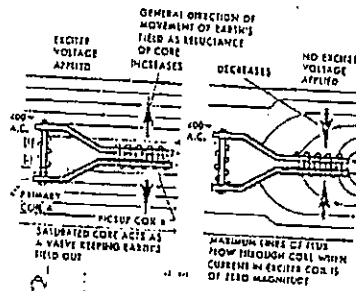 GENERAL DIRECTION OF
MOVEMENT OF EARTH'S
FIELD AS RELUCTANCE
OF CORE
INCREASES
EXCITER
VOLTAGE
APPLIED
400~
A.C.
PRIMARY
COIL A
PICKUP COIL B
SATURATED CORE ACTS AS
A VALVE KEEPING EARTH'S
FIELD OUT
NO EXCITER
VOLTAGE
APPLIED
DECREASES
400~
A.C.
MAXIMUM LINES OF FLUX
FLOW THROUGH COIL WHEN
CURRENT IN EXCITER COIL IS
OF ZERO MAGNITUDE